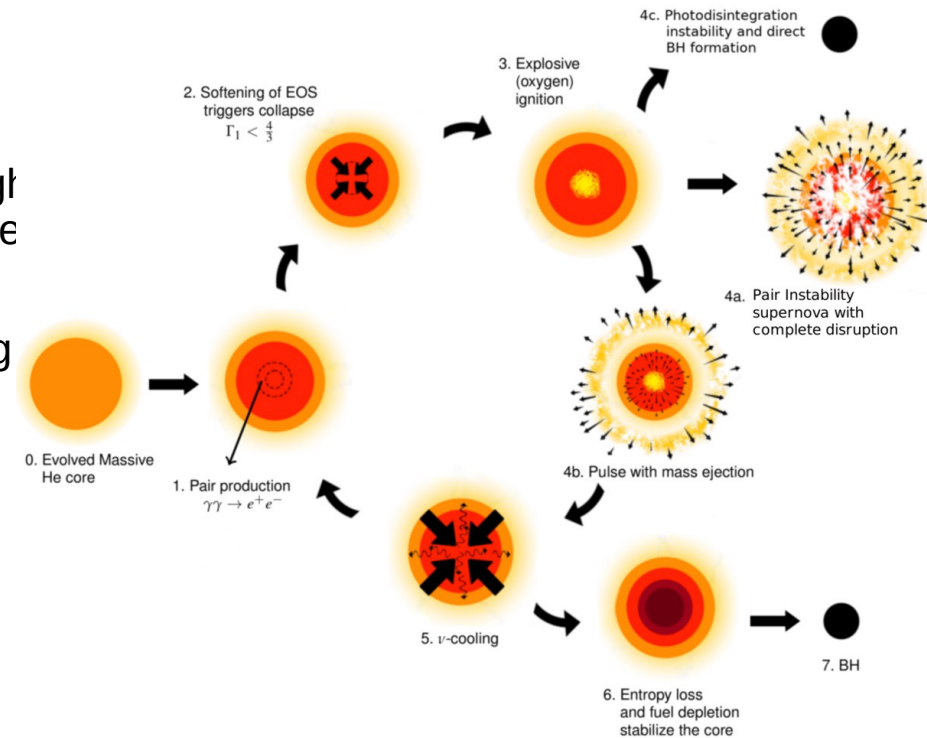 4c. Photodisintegration
instability and direct
BH formation
3. Explosive
(oxygen)
ignition
2. Softening of EOS
triggers collapse
Γ₁ < 4/3
4a. Pair Instability
supernova with
complete disruption
0. Evolved Massive
He core
1. Pair production
γγ → e⁺e⁻
4b. Pulse with mass ejection
5. ν-cooling
7. BH
6. Entropy loss
and fuel depletion
stabilize the core